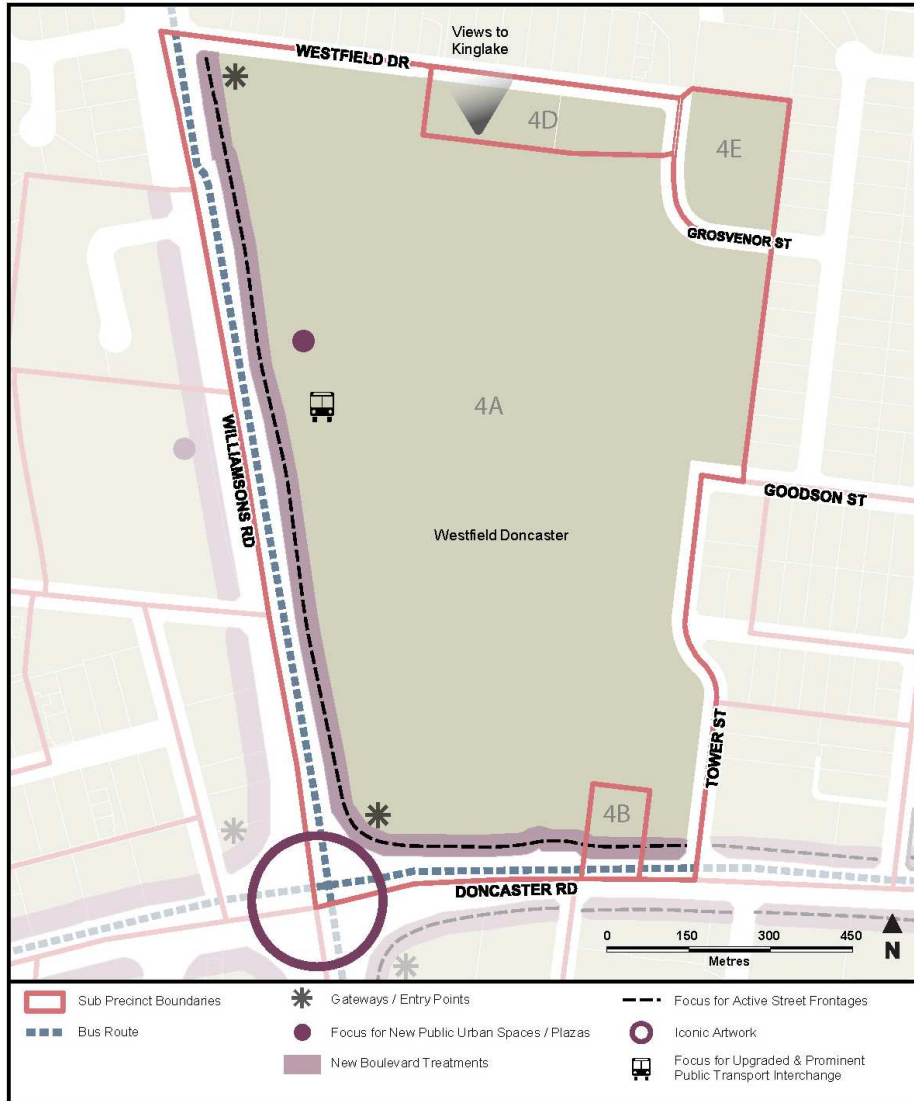 Views to
Kinglake
WESTFIELD DR
4D
4E
GROSVENOR ST
4A
WILLIAMSONS RD
GOODSON ST
Westfield Doncaster
TOWER ST
4B
DONCASTER RD
0 150 300 450
Metres
N
Sub Precinct Boundaries
Bus Route
Gateways / Entry Points
Focus for New Public Urban Spaces / Plazas
New Boulevard Treatments
Focus for Active Street Frontages
Iconic Artwork
Focus for Upgraded & Prominent
Public Transport Interchange